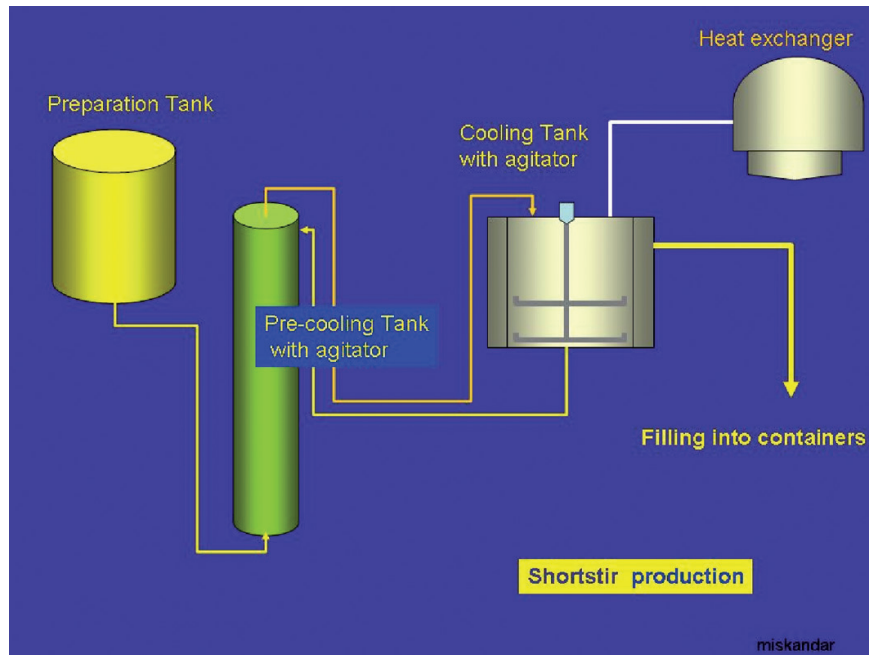 Heat exchanger
Preparation Tank
Cooling Tank
with agitator
Pre-cooling Tank
with agitator
Filling into containers
Shortstir production
miskandar